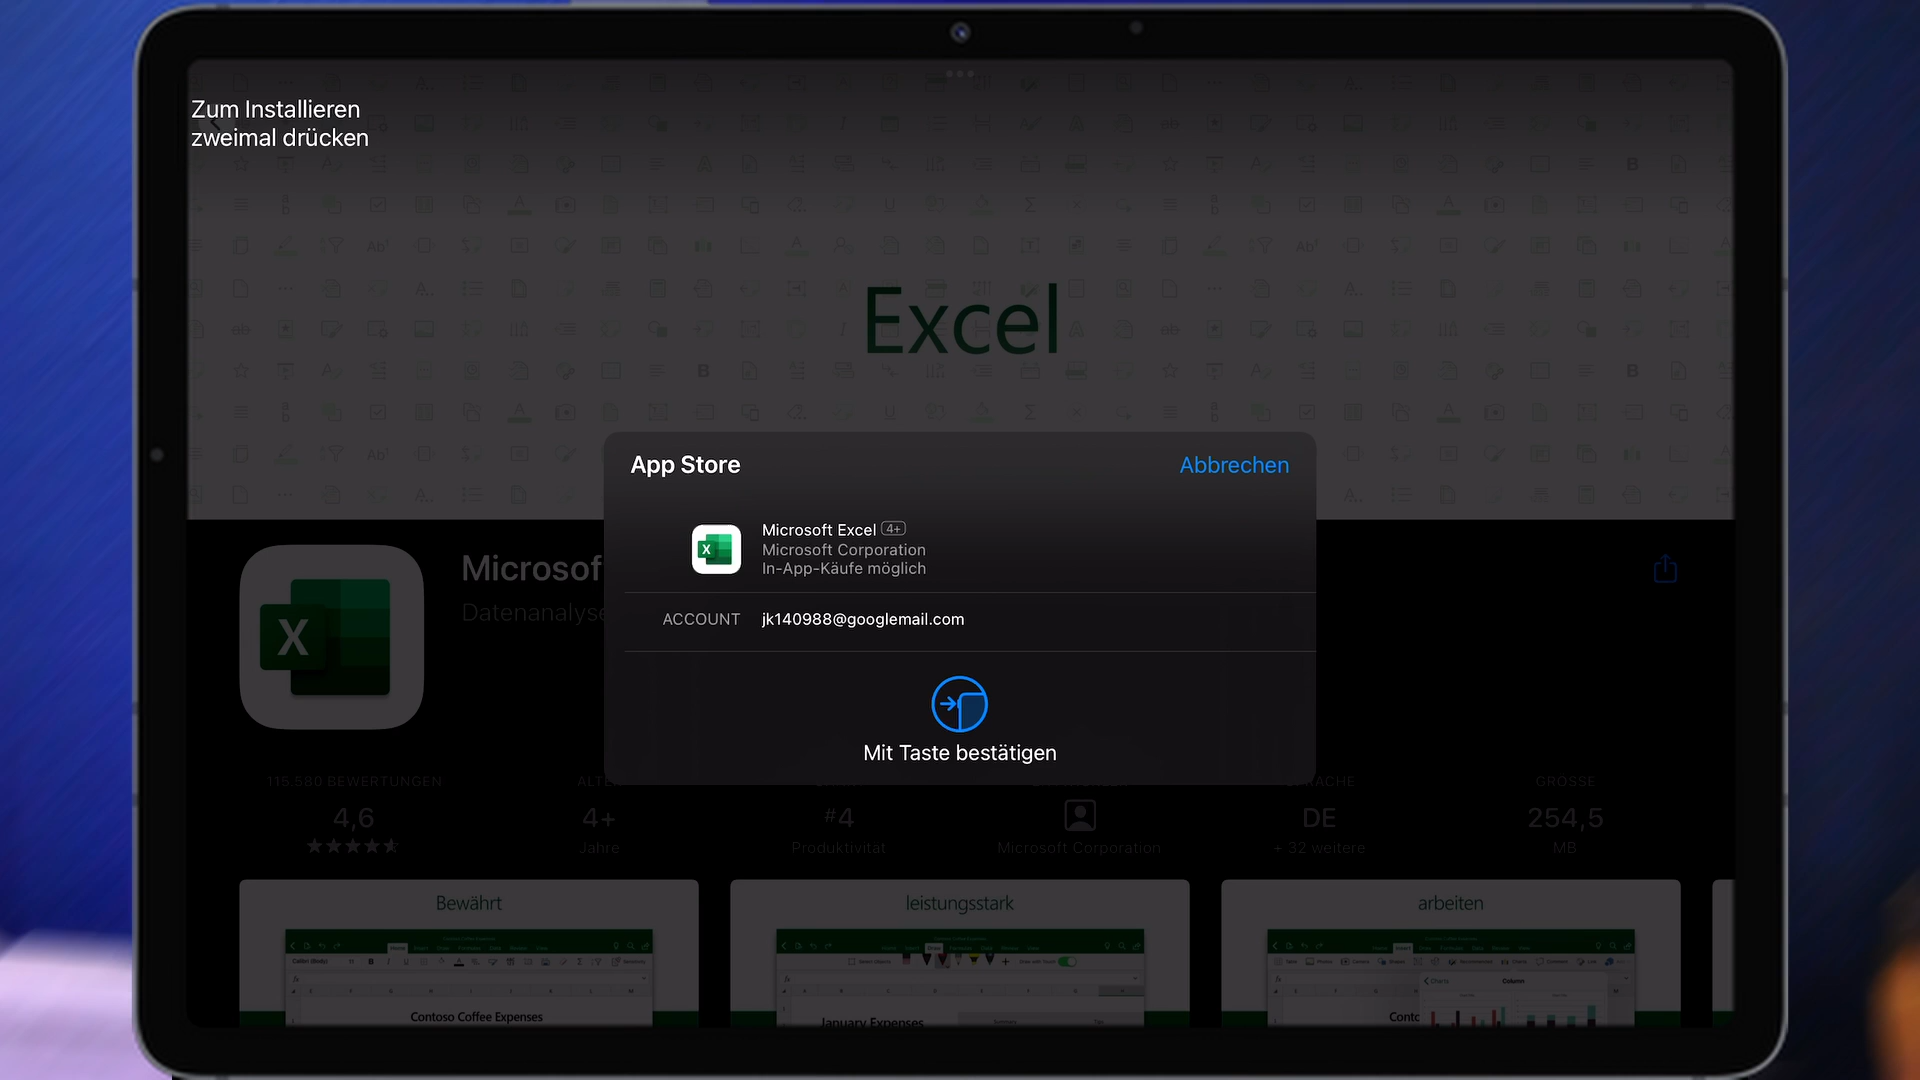 Zum Installieren
zweimal drücken
Excel
App Store
Abbrechen
Microsoft Excel 4+
Microsoft Corporation
In-App-Käufe möglich
ACCOUNT jk140988@googlemail.com
Mit Taste bestätigen
Microsof
Datenanalyse
115.580 BEWERTUNGEN
4,6
4+
Jahre
#4
Produktivität
Microsoft Corporation
DE
+ 32 weitere
GRÖSSE
254,5
MB
Bewährt
leistungsstark
arbeiten
Contoso Coffee Expenses
January Expenses
Column